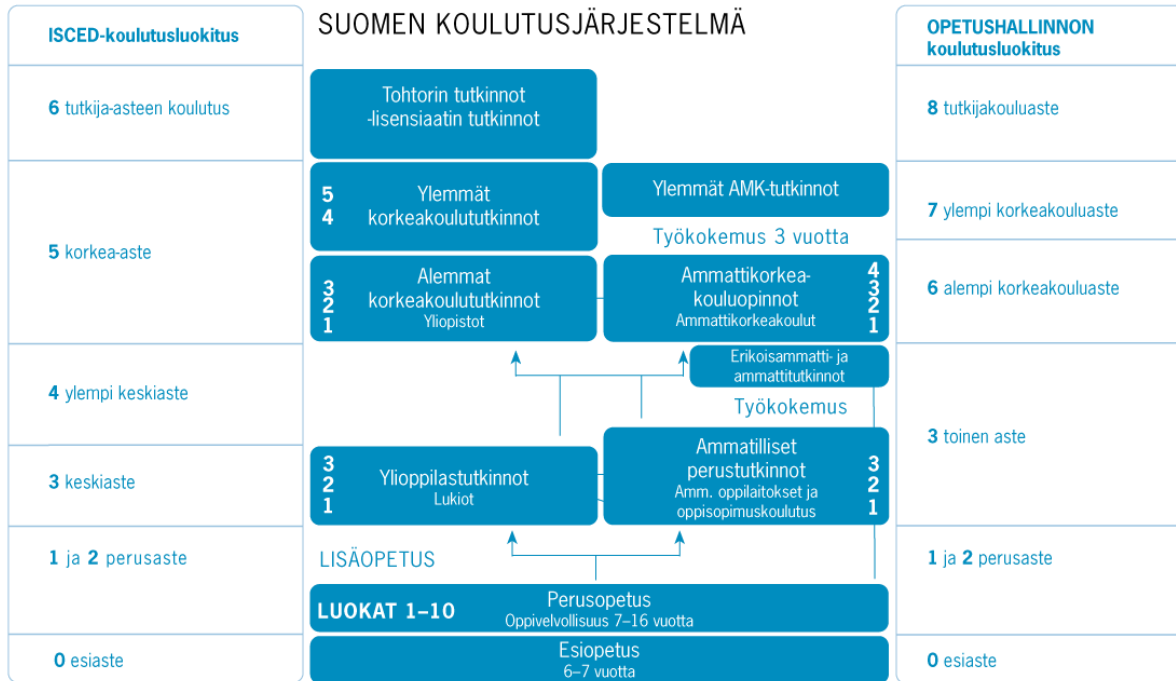 SUOMEN KOULUTUSJÄRJESTELMÄ
ISCED-koulutusluokitus
6 tutkija-asteen koulutus
5 korkea-aste
4 ylempi keskiaste
3 keskiaste
1 ja 2 perusaste
0 esiaste
Tohtorin tutkinnot
-lisensiaatin tutkinnot
5
4
Ylemmät
korkeakoulututkinnot
Ylemmät AMK-tutkinnot
Työkokemus 3 vuotta
3
2
1
Alemmat
korkeakoulututkinnot
Yliopistot
Ammattikorkea-
kouluopinnot
Ammattikorkeakoulut
4
3
2
1
Erikoisammatti- ja
ammattitutkinnot
Työkokemus
3
2
1
Ylioppilastutkinnot
Lukiot
Ammatilliset
perustutkinnot
Amm. oppilaitokset ja
oppisopimuskoulutus
3
2
1
LISÄOPETUS
LUOKAT 1–10
Perusopetus
Oppivelvollisuus 7–16 vuotta
Esiopetus
6–7 vuotta
OPETUSHALLINNON
koulutusluokitus
8 tutkijakouluaste
7 ylempi korkeakouluaste
6 alempi korkeakouluaste
3 toinen aste
1 ja 2 perusaste
0 esiaste